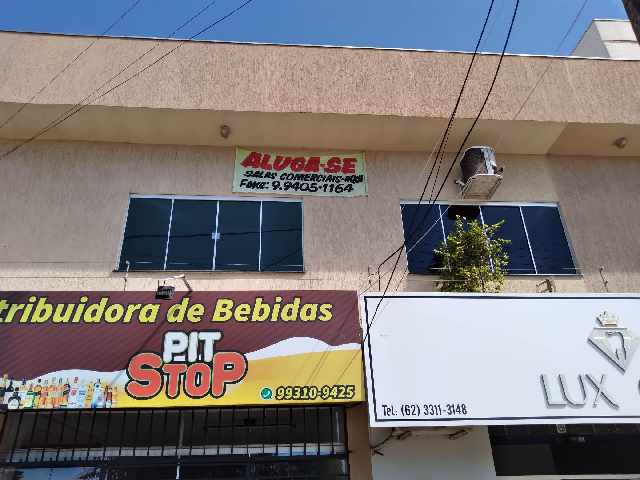 ALUGA-SE
SALAS COMERCIAIS-AQUI
FONE: 9.9405-1164
tribuidora de Bebidas
PIT
STOP
99310-9425
LUX
Tel: (62) 3311-3148